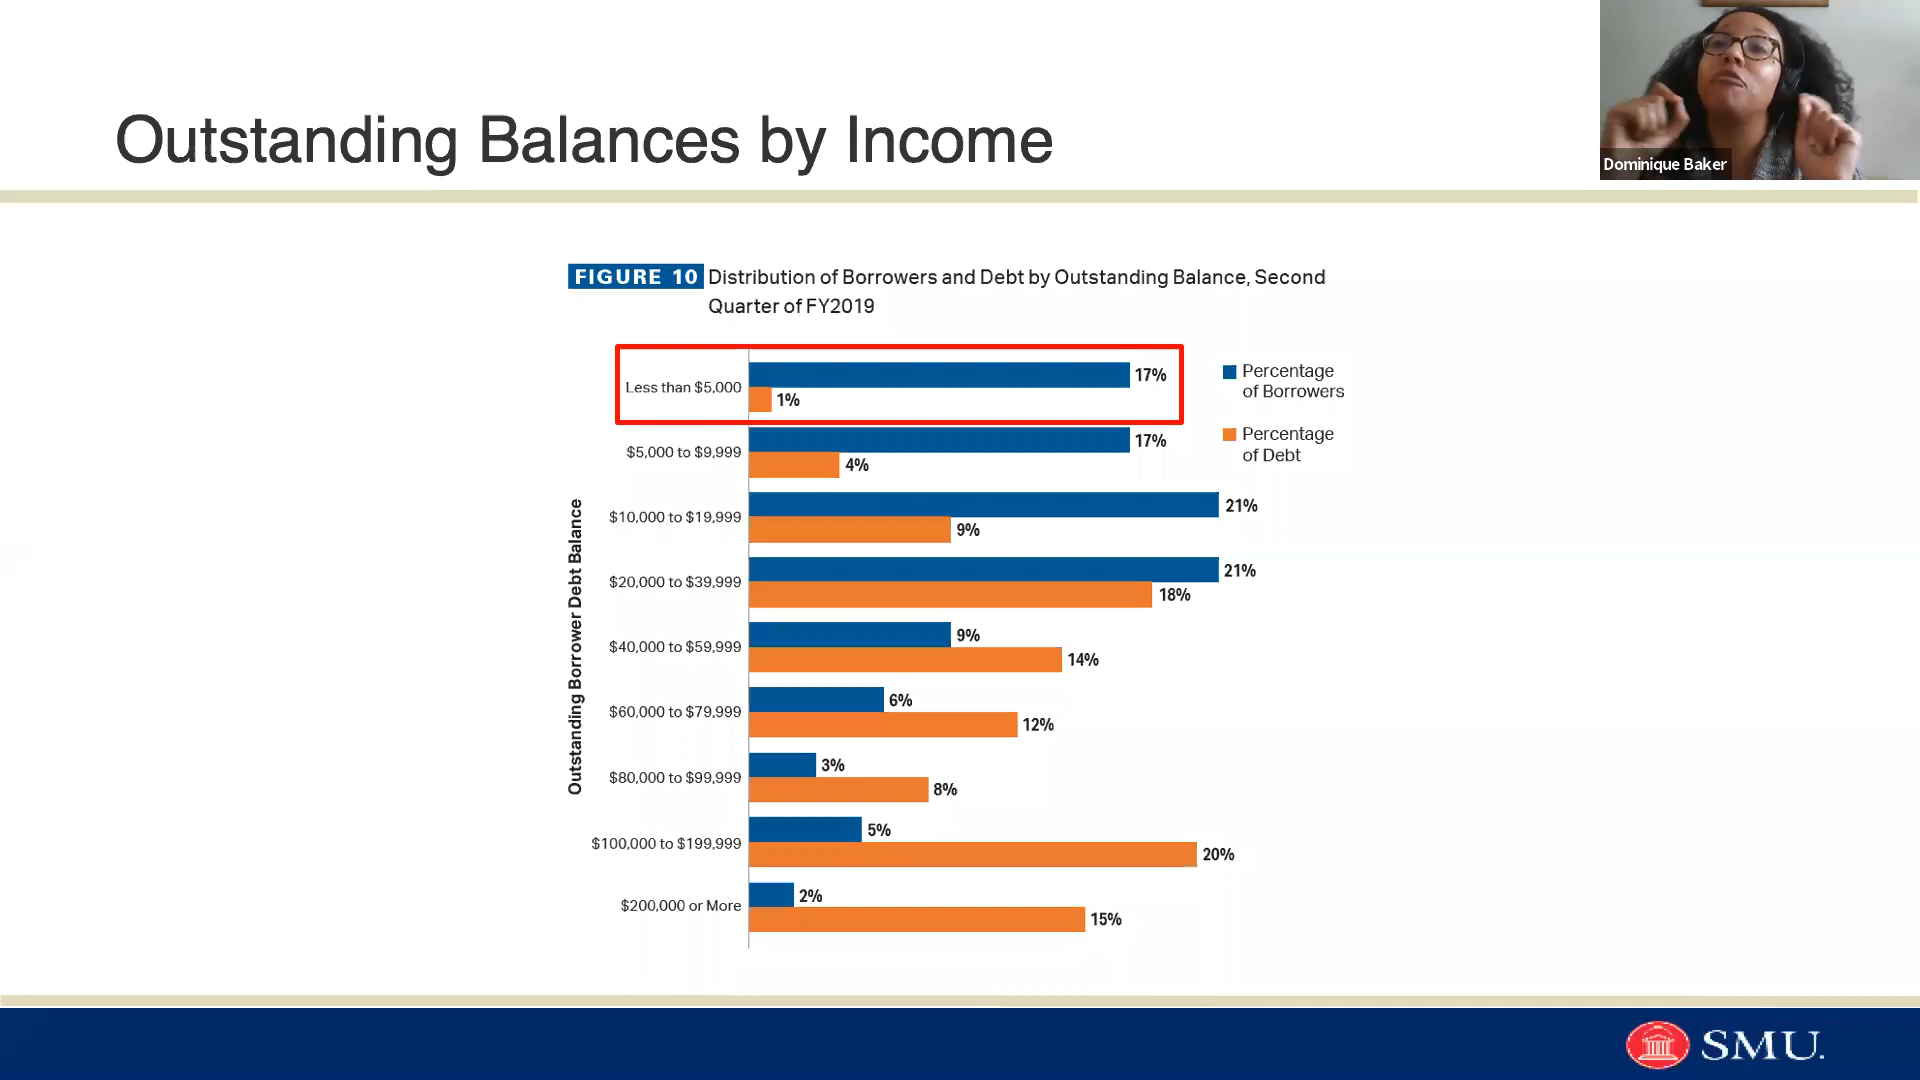 Dominique Baker
Outstanding Balances by Income
FIGURE 10 Distribution of Borrowers and Debt by Outstanding Balance, Second
Quarter of FY2019
Outstanding Borrower Debt Balance
Less than $5,000
17%
1%
$5,000 to $9,999
17%
4%
$10,000 to $19,999
21%
9%
$20,000 to $39,999
21%
18%
$40,000 to $59,999
9%
14%
$60,000 to $79,999
6%
12%
$80,000 to $99,999
3%
8%
$100,000 to $199,999
5%
20%
$200,000 or More
2%
15%
Percentage
of Borrowers
Percentage
of Debt
SMU.